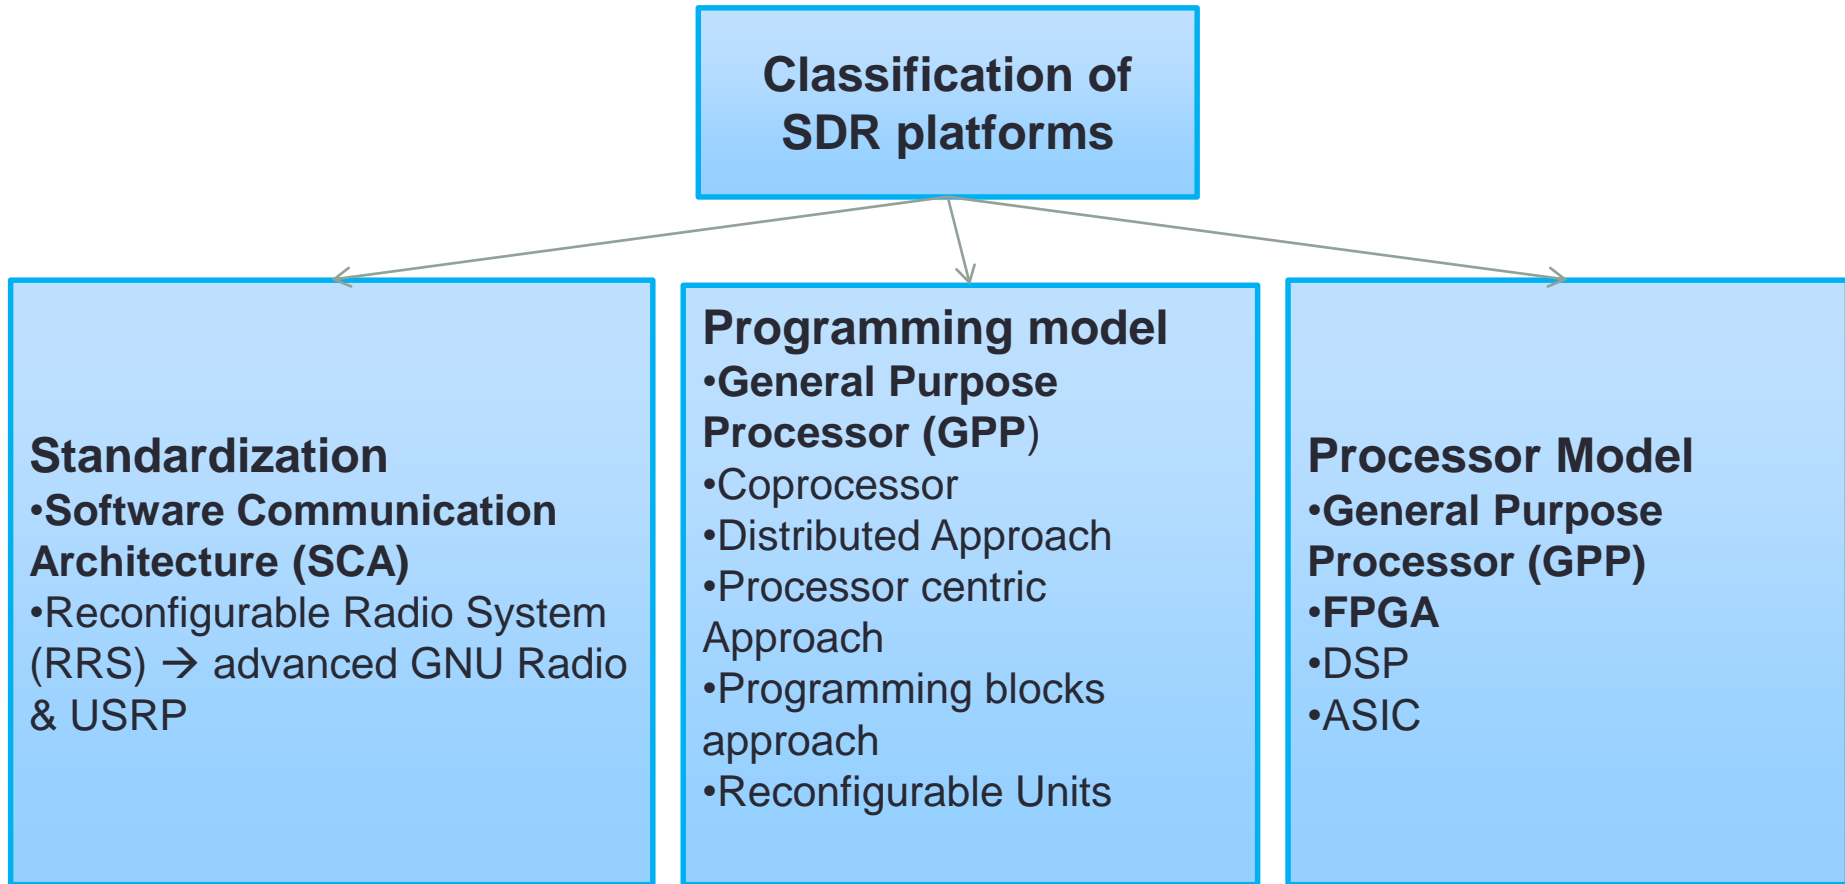 Classification of
SDR platforms
Standardization
•Software Communication
Architecture (SCA)
•Reconfigurable Radio System
(RRS) → advanced GNU Radio
& USRP
Programming model
•General Purpose
Processor (GPP)
•Coprocessor
•Distributed Approach
•Processor centric
Approach
•Programming blocks
approach
•Reconfigurable Units
Processor Model
•General Purpose
Processor (GPP)
•FPGA
•DSP
•ASIC